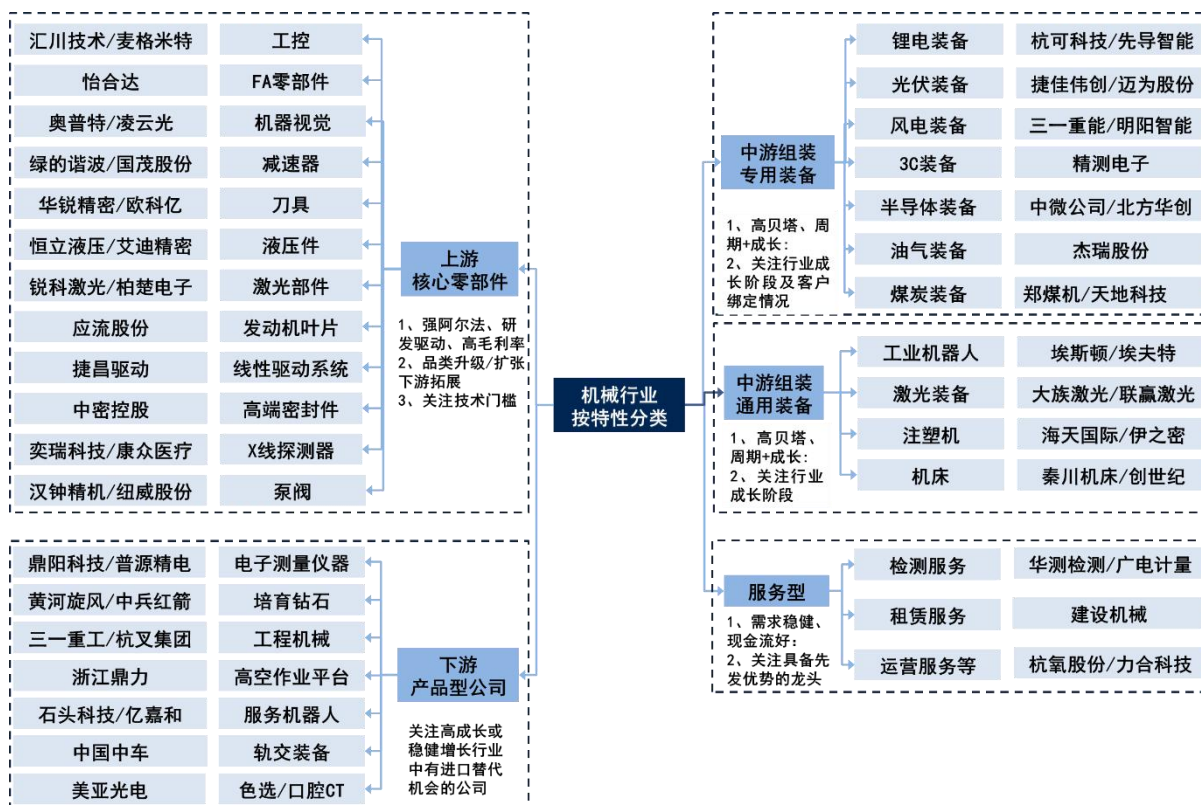 汇川技术/麦格米特 工控
怡合达 FA零部件
奥普特/凌云光 机器视觉
绿的谐波/国茂股份 减速器
华锐精密/欧科亿 刀具
恒立液压/艾迪精密 液压件
锐科激光/柏楚电子 激光部件
应流股份 发动机叶片
捷昌驱动 线性驱动系统
中密控股 高端密封件
奕瑞科技/康众医疗 X线探测器
汉钟精机/纽威股份 泵阀
上游
核心零部件
1、强阿尔法、研
发驱动、高毛利率
2、品类升级/扩张
下游拓展
3、关注技术门槛
鼎阳科技/普源精电 电子测量仪器
黄河旋风/中兵红箭 培育钻石
三一重工/杭叉集团 工程机械
浙江鼎力 高空作业平台
石头科技/亿嘉和 服务机器人
中国中车 轨交装备
美亚光电 色选/口腔CT
下游
产品型公司
关注高成长或
稳健增长行业
中有进口替代
机会的公司
机械行业
按特性分类
中游组装
专用装备
1、高贝塔、周
期+成长:
2、关注行业成
长阶段及客户
绑定情况
锂电装备 杭可科技/先导智能
光伏装备 捷佳伟创/迈为股份
风电装备 三一重能/明阳智能
3C装备 精测电子
半导体装备 中微公司/北方华创
油气装备 杰瑞股份
煤炭装备 郑煤机/天地科技
中游组装
通用装备
1、高贝塔、
周期+成长:
2、关注行业
成长阶段
工业机器人 埃斯顿/埃夫特
激光装备 大族激光/联赢激光
注塑机 海天国际/伊之密
机床 秦川机床/创世纪
服务型
1、需求稳健、
现金流好:
2、关注具备先
发优势的龙头
检测服务 华测检测/广电计量
租赁服务 建设机械
运营服务等 杭氧股份/力合科技